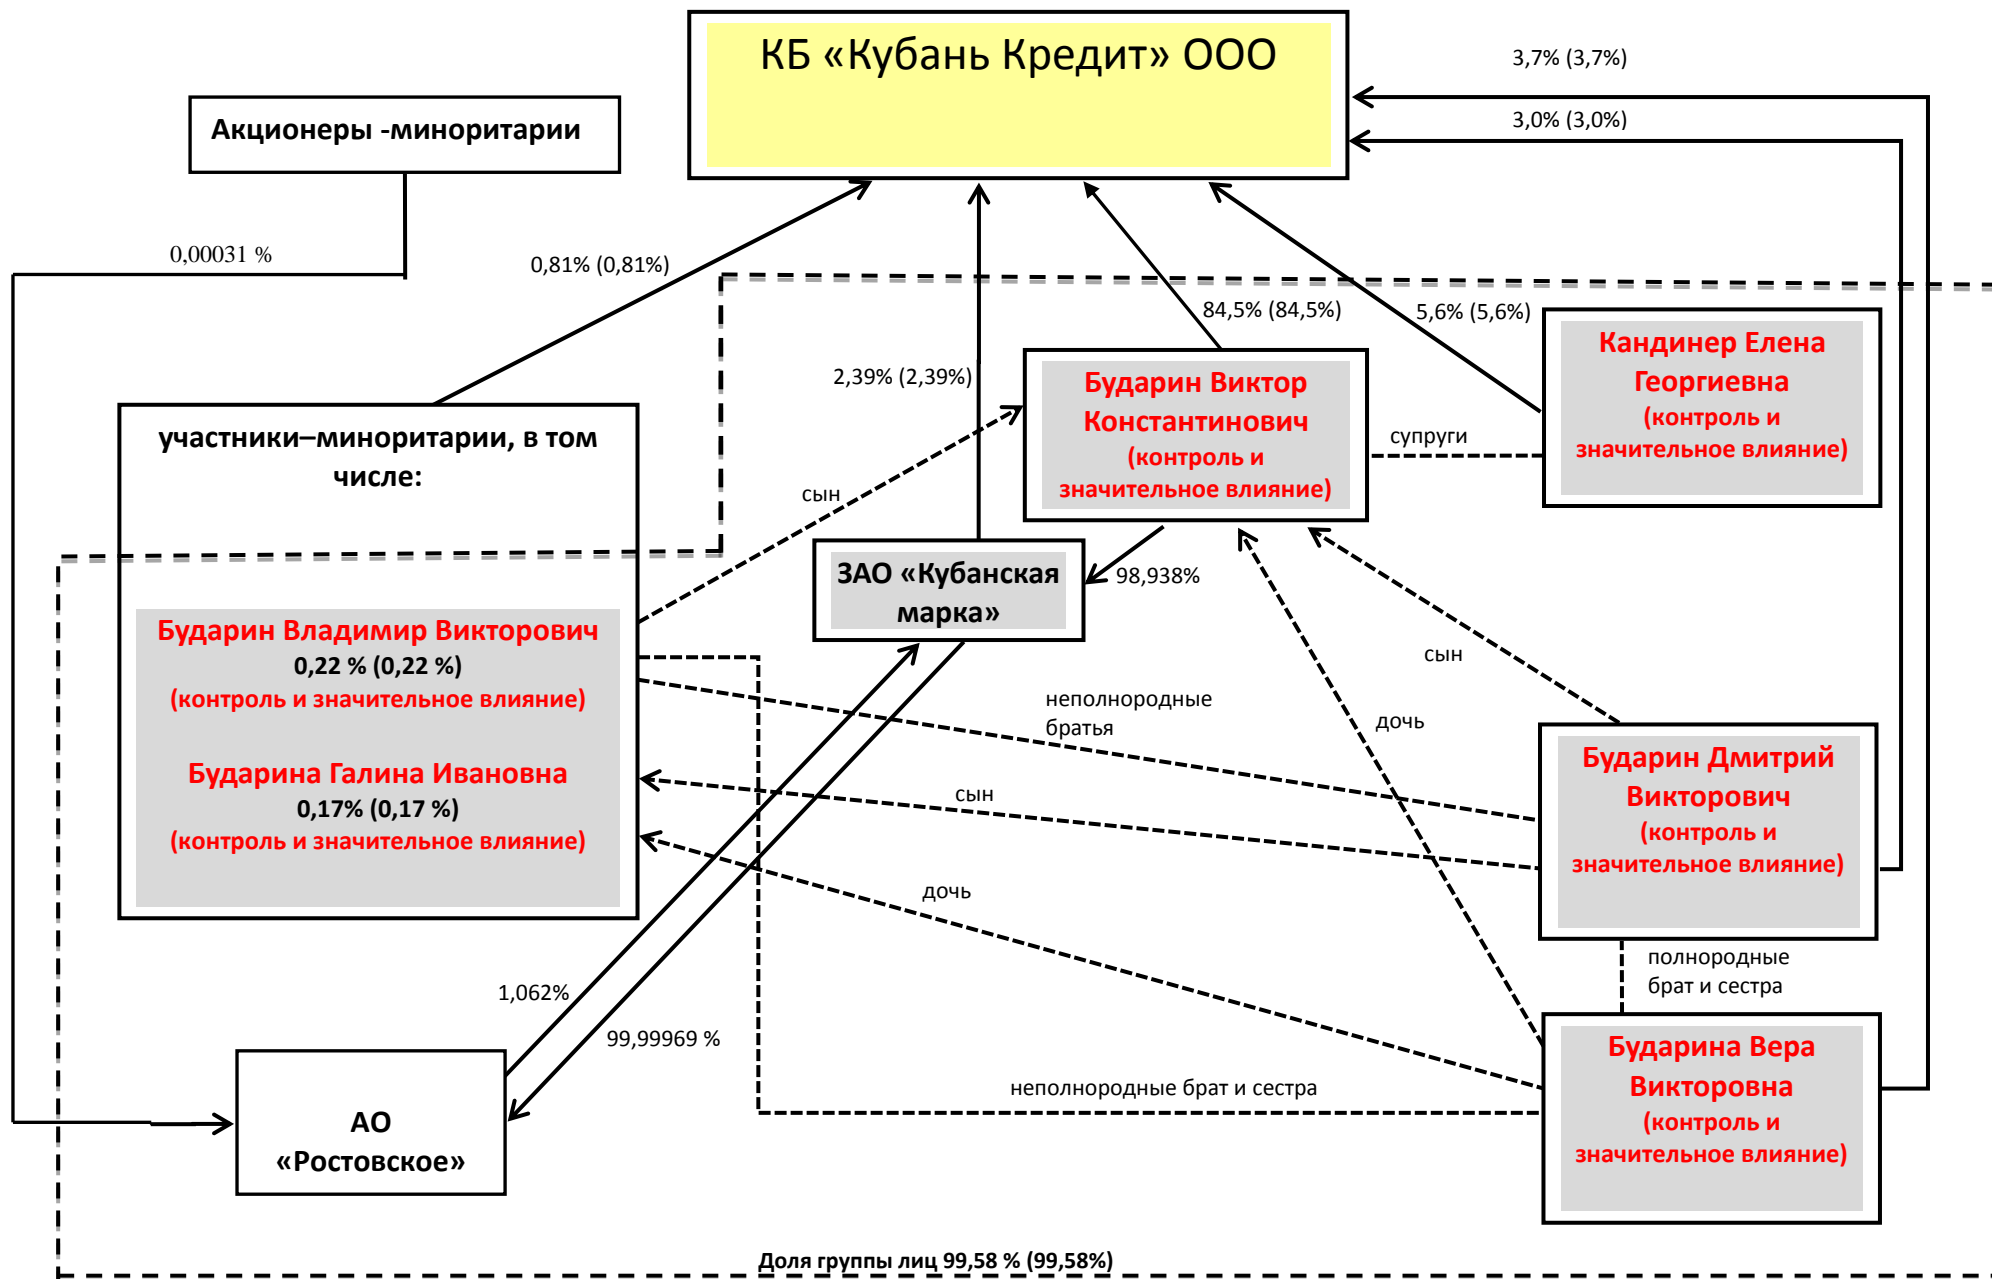 КБ «Кубань Кредит» ООО
3,7% (3,7%)
3,0% (3,0%)
Акционеры -миноритарии
0,00031 %
0,81% (0,81%)
84,5% (84,5%)
5,6% (5,6%)
2,39% (2,39%)
Кандинер Елена
Георгиевна
(контроль и
значительное влияние)
Бударин Виктор
Константинович
(контроль и
значительное влияние)
супруги
участники–миноритарии, в том
числе:
сын
ЗАО «Кубанская
марка»
98,938%
Бударин Владимир Викторович
0,22 % (0,22 %)
(контроль и значительное влияние)
Бударина Галина Ивановна
0,17% (0,17 %)
(контроль и значительное влияние)
сын
неполнородные
братья
дочь
Бударин Дмитрий
Викторович
(контроль и
значительное влияние)
сын
дочь
полнородные
брат и сестра
1,062%
99,99969 %
неполнородные брат и сестра
Бударина Вера
Викторовна
(контроль и
значительное влияние)
АО
«Ростовское»
Доля группы лиц 99,58 % (99,58%)